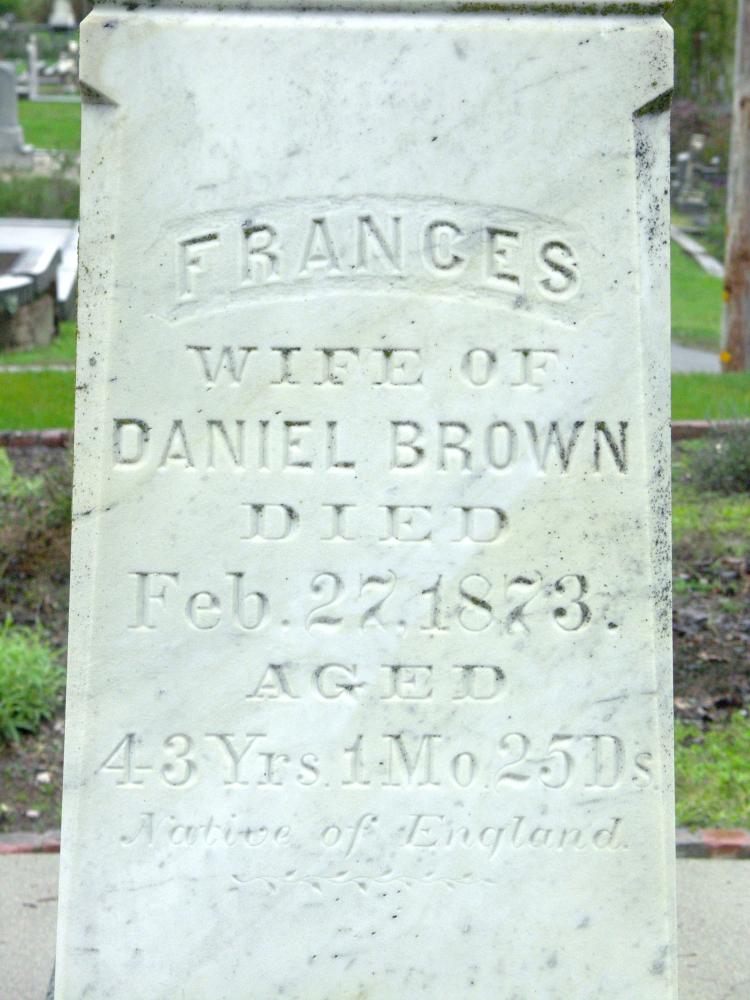 FRANCES
WIFE OF
DANIEL BROWN
DIED
Feb. 27, 1873.
AGED
43 Yrs. 1 Mo. 25 Ds
Native of England.